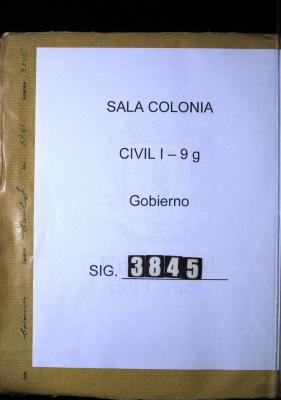 SALA COLONIA
CIVIL I – 9 g
Gobierno
SIG. 3845